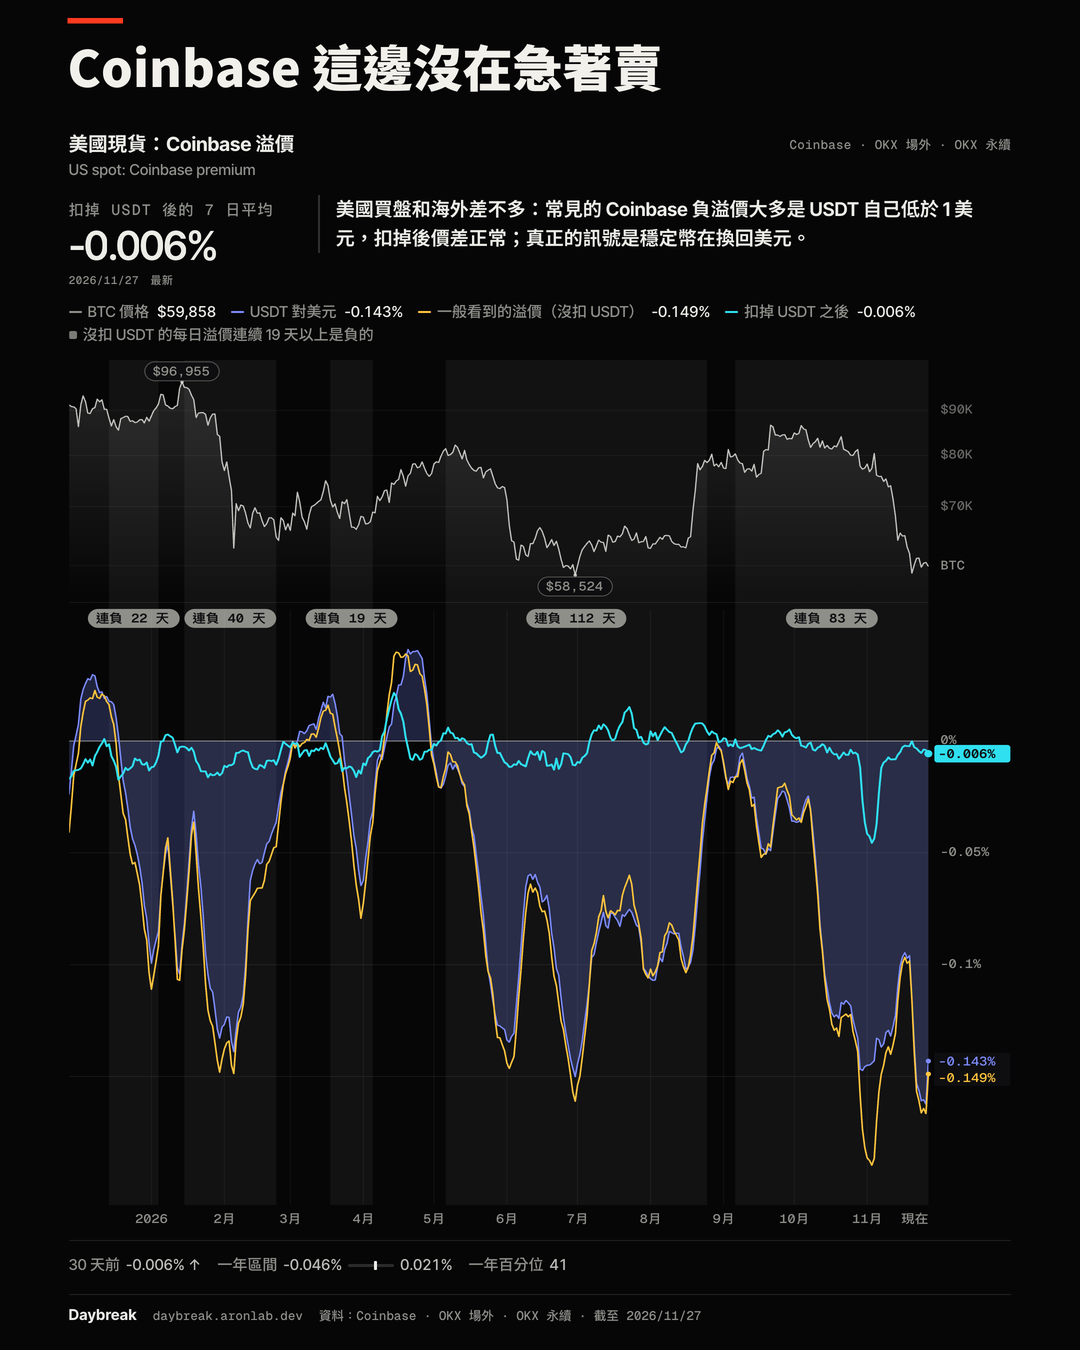 Coinbase 這邊沒在急著賣
美國現貨：Coinbase 溢價
US spot: Coinbase premium
Coinbase · OKX 場外 · OKX 永續
扣掉 USDT 後的 7 日平均
-0.006%
2026/11/27 最新
美國買盤和海外差不多：常見的 Coinbase 負溢價大多是 USDT 自己低於 1 美
元，扣掉後價差正常；真正的訊號是穩定幣在換回美元。
BTC 價格 $59,858 USDT 對美元 -0.143% 一般看到的溢價（沒扣 USDT） -0.149% 扣掉 USDT 之後 -0.006%
沒扣 USDT 的每日溢價連續 19 天以上是負的
$96,955
$90K
$80K
$70K
BTC
$58,524
連負 22 天 連負 40 天 連負 19 天 連負 112 天 連負 83 天
0%
-0.006%
-0.05%
-0.1%
-0.143%
-0.149%
2026 2月 3月 4月 5月 6月 7月 8月 9月 10月 11月 現在
30 天前 -0.006% ↑ 一年區間 -0.046% 0.021% 一年百分位 41
Daybreak daybreak.aronlab.dev 資料：Coinbase · OKX 場外 · OKX 永續 · 截至 2026/11/27